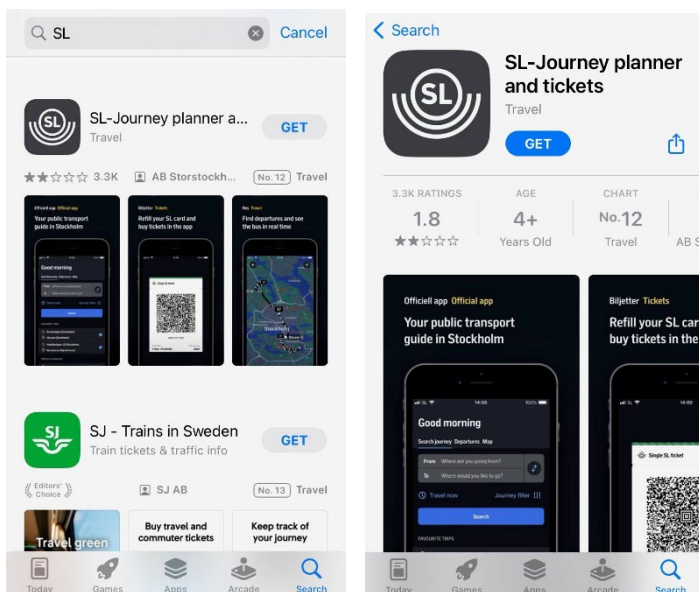 SL
Cancel
SL
SL-Journey planner a...
Travel
GET
3.3K
AB Storstockh...
No. 12
Travel
Officiell app Official app
Your public transport
guide in Stockholm
Good morning
Biljetter Tickets
Refill your SL card and
buy tickets in the app
Res Travel
Find departures and see
the bus in real time
SJ
SJ - Trains in Sweden
Train tickets & traffic info
GET
Editors'
Choice
SJ AB
No. 13
Travel
Travel green
Buy travel and
commuter tickets
Keep track of
your journey
Today
Games
Apps
Arcade
Search
Search
SL
SL-Journey planner
and tickets
Travel
GET
3.3K RATINGS
1.8
AGE
4+
Years Old
CHART
No.12
Travel
AB S
Officiell app Official app
Your public transport
guide in Stockholm
14:00
Good morning
Search journey Departures Map
From Where are you going from?
To Where would you like to go?
Travel now
Journey filter
Search
FAVOURITE TRIPS
Biljetter Tickets
Refill your SL car
buy tickets in the
14:00
Single SL ticket
Today
Games
Apps
Arcade
Search